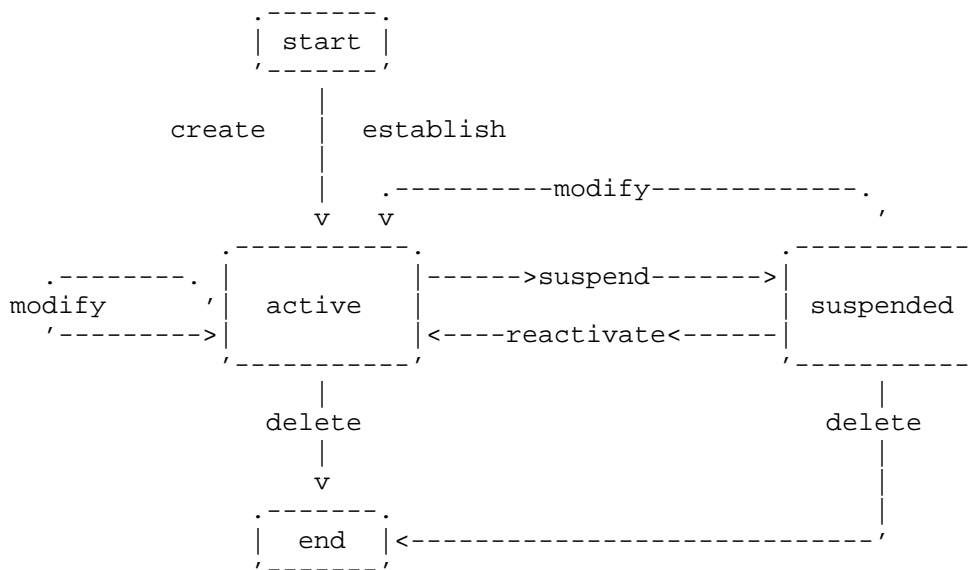 start
create establish
modify
suspend
modify active suspended
reactivate
delete delete
end